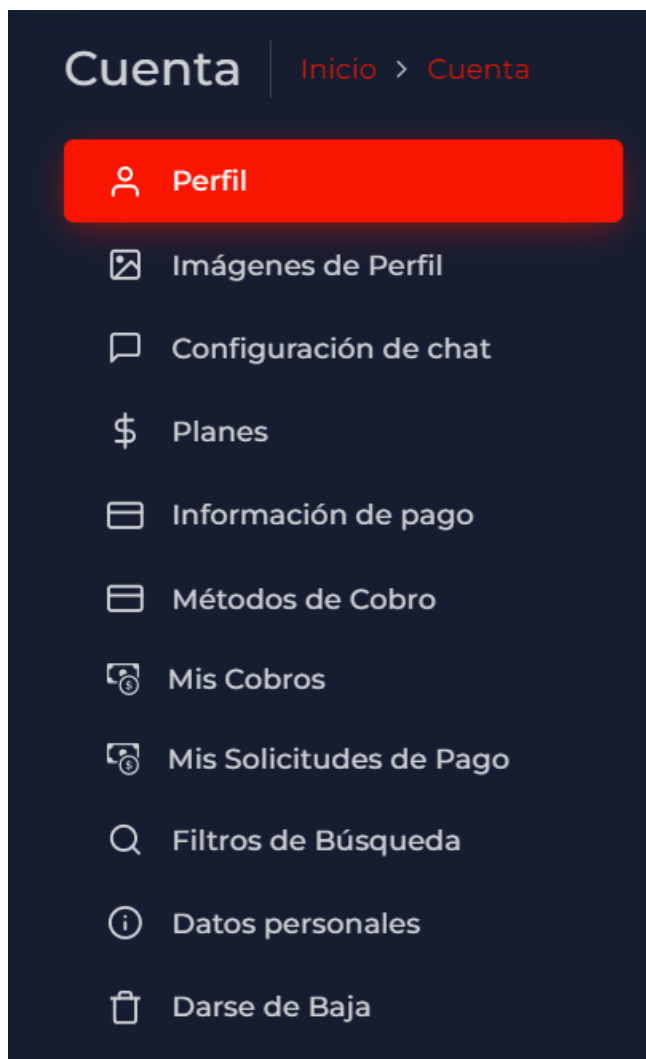 Cuenta Inicio > Cuenta
Perfil
Imágenes de Perfil
Configuración de chat
Planes
Información de pago
Métodos de Cobro
Mis Cobros
Mis Solicitudes de Pago
Filtros de Búsqueda
Datos personales
Darse de Baja